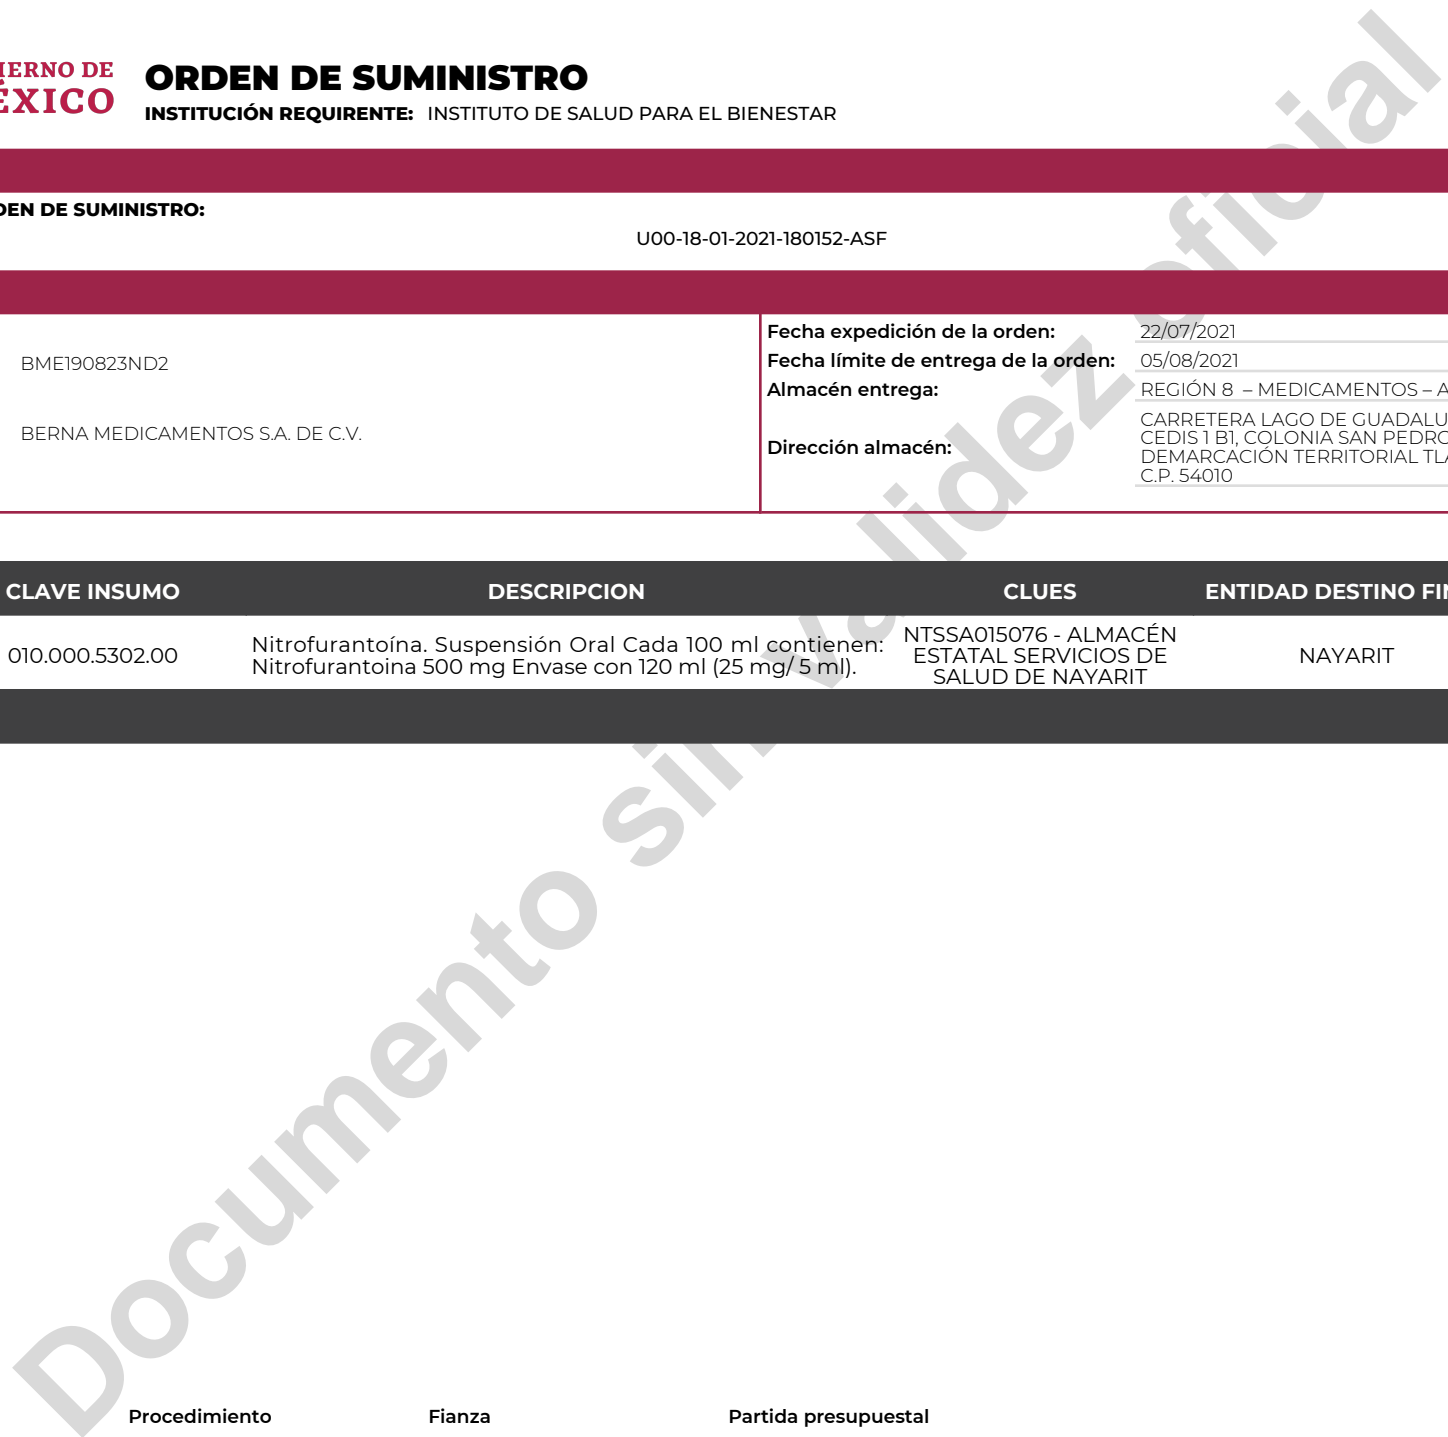 IERNO DE
ÉXICO
ORDEN DE SUMINISTRO
INSTITUCIÓN REQUIRENTE: INSTITUTO DE SALUD PARA EL BIENESTAR
DEN DE SUMINISTRO:
U00-18-01-2021-180152-ASF
BME190823ND2
BERNA MEDICAMENTOS S.A. DE C.V.
Fecha expedición de la orden: 22/07/2021
Fecha límite de entrega de la orden: 05/08/2021
Almacén entrega: REGIÓN 8 – MEDICAMENTOS – A
Dirección almacén:
CARRETERA LAGO DE GUADALU
CEDIS 1 B1, COLONIA SAN PEDRO
DEMARCACIÓN TERRITORIAL TLA
C.P. 54010
CLAVE INSUMO DESCRIPCION CLUES ENTIDAD DESTINO FIN
010.000.5302.00
Nitrofurantoína. Suspensión Oral Cada 100 ml contienen:
Nitrofurantoina 500 mg Envase con 120 ml (25 mg/ 5 ml).
NTSSA015076 - ALMACÉN
ESTATAL SERVICIOS DE
SALUD DE NAYARIT
NAYARIT
Documento sin validez oficial
Procedimiento Fianza Partida presupuestal